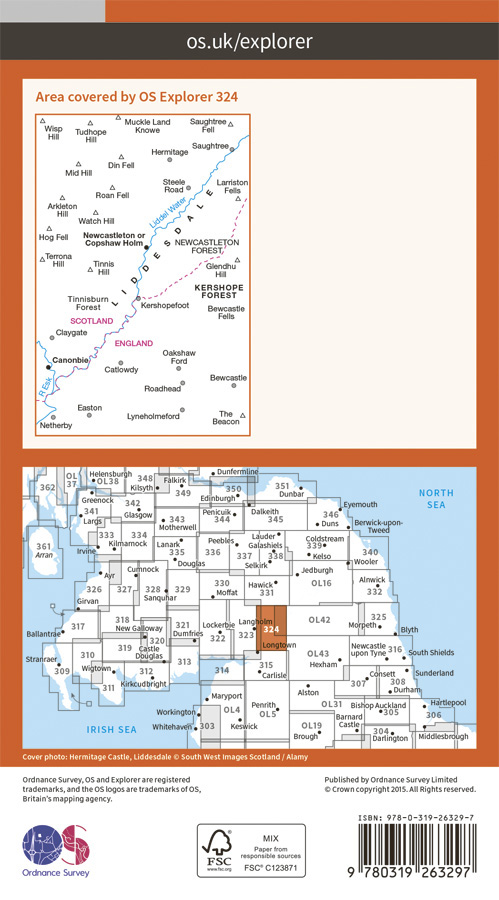 os.uk/explorer
Area covered by OS Explorer 324
Wisp
Hill
Tudhope
Hill
Muckle Land
Knowe
Saughtree
Fell
Hermitage
Saughtree
Mid Hill
Din Fell
Steele
Road
Larriston
Fells
Roan Fell
Arkleton
Hill
Watch Hill
Liddel Water
Hog Fell
Newcastleton or
Copshaw Holm
LIDDESDALE
NEWCASTLETON
FOREST
Terrona
Hill
Tinnis
Hill
Glendhu
Hill
KERSHOPE
FOREST
Tinnisburn
Forest
Kershopefoot
Bewcastle
Fells
SCOTLAND
Claygate
ENGLAND
Canonbie
Oakshaw
Ford
Catlowdy
R Esk
Roadhead
Bewcastle
Easton
Lyneholmeford
The
Beacon
Netherby
OL
37
Helensburgh
OL38
348
Kilsyth
Falkirk
349
Dunfermline
350
351
Dunbar
362
Greenock
342
Edinburgh
NORTH
SEA
341
Largs
Glasgow
343
Motherwell
Penicuik
344
Dalkeith
345
346
Duns
Eyemouth
Berwick-upon-
Tweed
361
Arran
333
334
Kilmarnock
Irvine
Lanark
335
Peebles
336
337
Lauder
Galashiels
338
Selkirk
Coldstream
339
Kelso
340
Wooler
Douglas
Ayr
Cumnock
Jedburgh
326
327
328
Sanquhar
329
330
Moffat
Hawick
331
OL16
Alnwick
332
Girvan
Ballantrae
317
318
New Galloway
319
320
Castle
Douglas
321
Dumfries
Lockerbie
322
Langholm
323
324
Longtown
OL42
325
Morpeth
Blyth
Stranraer
309
310
Wigtown
311
312
Kirkcudbright
313
314
315
Carlisle
OL43
Hexham
Newcastle
upon Tyne
316
South Shields
Sunderland
Consett
307
308
Durham
Alston
Maryport
Workington
Whitehaven
303
OL4
Keswick
Penrith
OL5
OL31
Bishop Auckland
305
Hartlepool
306
OL19
Brough
Barnard
Castle
304
Darlington
Middlesbrough
IRISH SEA
Cover photo: Hermitage Castle, Liddesdale © South West Images Scotland / Alamy
Ordnance Survey, OS and Explorer are registered
trademarks, and the OS logos are trademarks of OS,
Britain's mapping agency.
Published by Ordnance Survey Limited
© Crown copyright 2015. All Rights reserved.
OS
Ordnance Survey
FSC
www.fsc.org
MIX
Paper from
responsible sources
FSC® C123871
ISBN: 978-0-319-26329-7
9 780319 263297